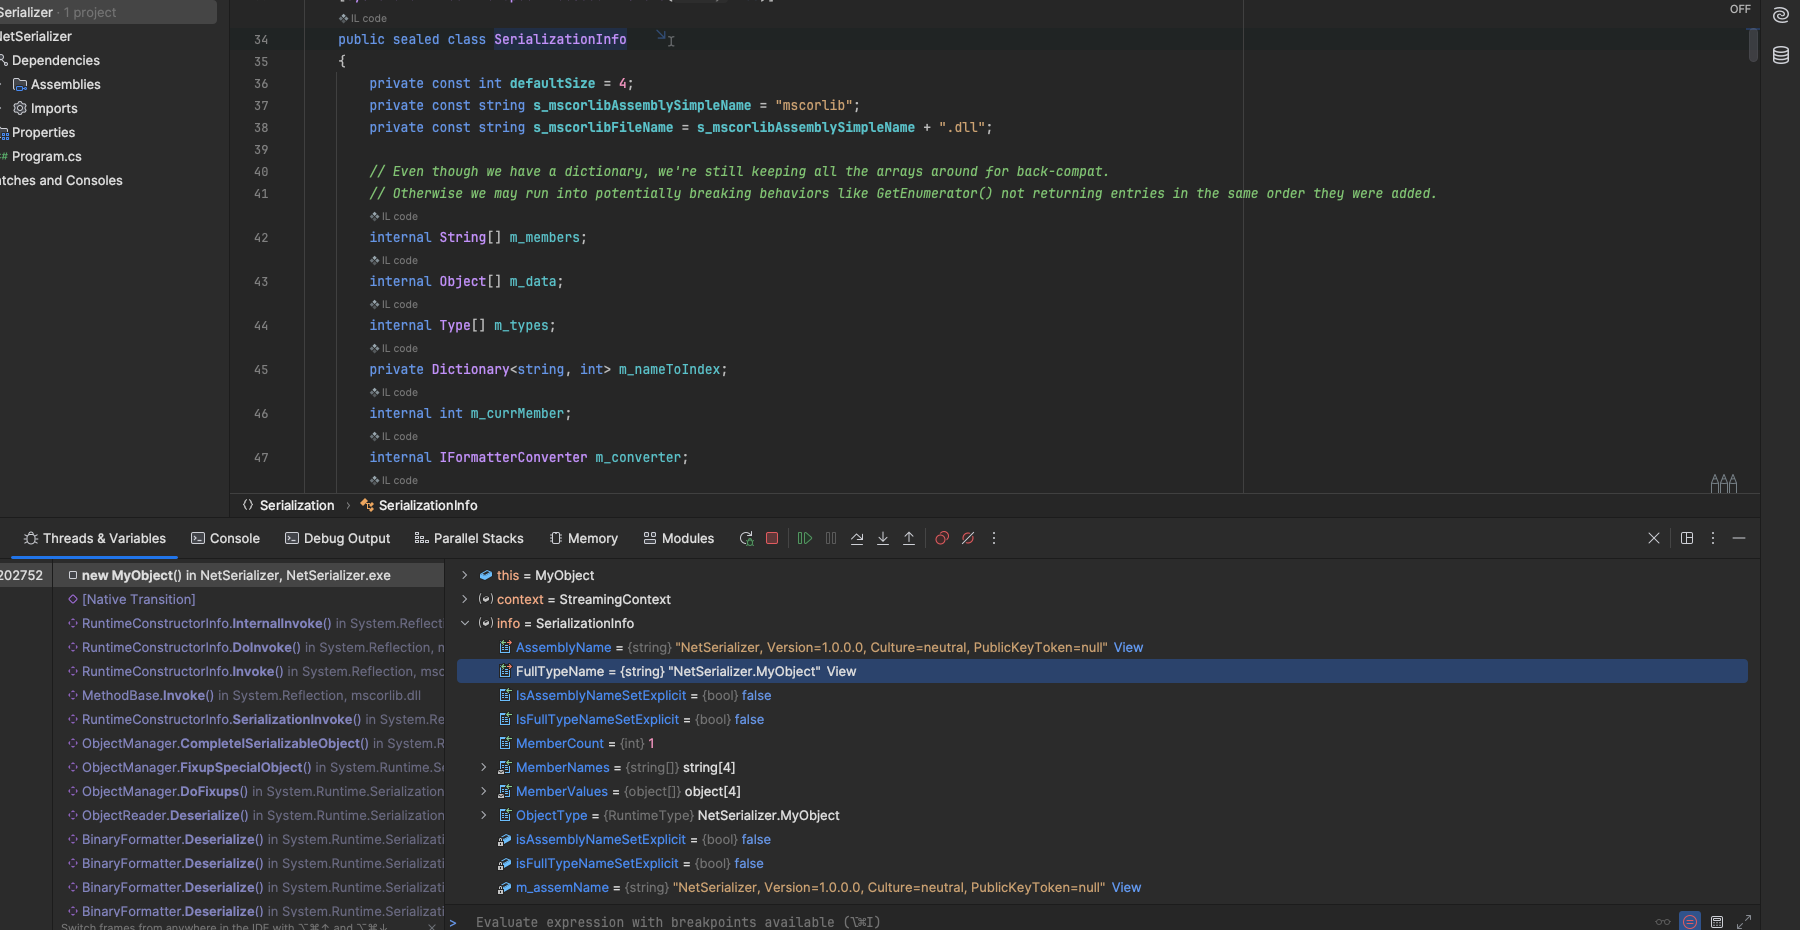 Serializer · 1 project
NetSerializer
Dependencies
Assemblies
Imports
Properties
Program.cs
atches and Consoles
OFF
IL code
34 public sealed class SerializationInfo
35 {
36 private const int defaultSize = 4;
37 private const string s_mscorlibAssemblySimpleName = "mscorlib";
38 private const string s_mscorlibFileName = s_mscorlibAssemblySimpleName + ".dll";
39
40 // Even though we have a dictionary, we're still keeping all the arrays around for back-compat.
41 // Otherwise we may run into potentially breaking behaviors like GetEnumerator() not returning entries in the same order they were added.
IL code
42 internal String[] m_members;
IL code
43 internal Object[] m_data;
IL code
44 internal Type[] m_types;
IL code
45 private Dictionary<string, int> m_nameToIndex;
IL code
46 internal int m_currMember;
IL code
47 internal IFormatterConverter m_converter;
IL code
Serialization › SerializationInfo
Threads & Variables Console Debug Output Parallel Stacks Memory Modules
202752
new MyObject() in NetSerializer, NetSerializer.exe
[Native Transition]
RuntimeConstructorInfo.InternalInvoke() in System.Reflect
RuntimeConstructorInfo.DoInvoke() in System.Reflection, m
RuntimeConstructorInfo.Invoke() in System.Reflection, msc
MethodBase.Invoke() in System.Reflection, mscorlib.dll
RuntimeConstructorInfo.SerializationInvoke() in System.Re
ObjectManager.CompleteISerializableObject() in System.R
ObjectManager.FixupSpecialObject() in System.Runtime.Se
ObjectManager.DoFixups() in System.Runtime.Serialization
ObjectReader.Deserialize() in System.Runtime.Serialization
BinaryFormatter.Deserialize() in System.Runtime.Serializati
BinaryFormatter.Deserialize() in System.Runtime.Serializati
BinaryFormatter.Deserialize() in System.Runtime.Serializati
BinaryFormatter.Deserialize() in System.Runtime.Serializati
Switch frames from anywhere in the IDE with ⌥⌘↑ and ⌥⌘↓
this = MyObject
context = StreamingContext
info = SerializationInfo
AssemblyName = {string} "NetSerializer, Version=1.0.0.0, Culture=neutral, PublicKeyToken=null" View
FullTypeName = {string} "NetSerializer.MyObject" View
IsAssemblyNameSetExplicit = {bool} false
IsFullTypeNameSetExplicit = {bool} false
MemberCount = {int} 1
MemberNames = {string[]} string[4]
MemberValues = {object[]} object[4]
ObjectType = {RuntimeType} NetSerializer.MyObject
isAssemblyNameSetExplicit = {bool} false
isFullTypeNameSetExplicit = {bool} false
m_assemName = {string} "NetSerializer, Version=1.0.0.0, Culture=neutral, PublicKeyToken=null" View
> Evaluate expression with breakpoints available (⌥⌘I)